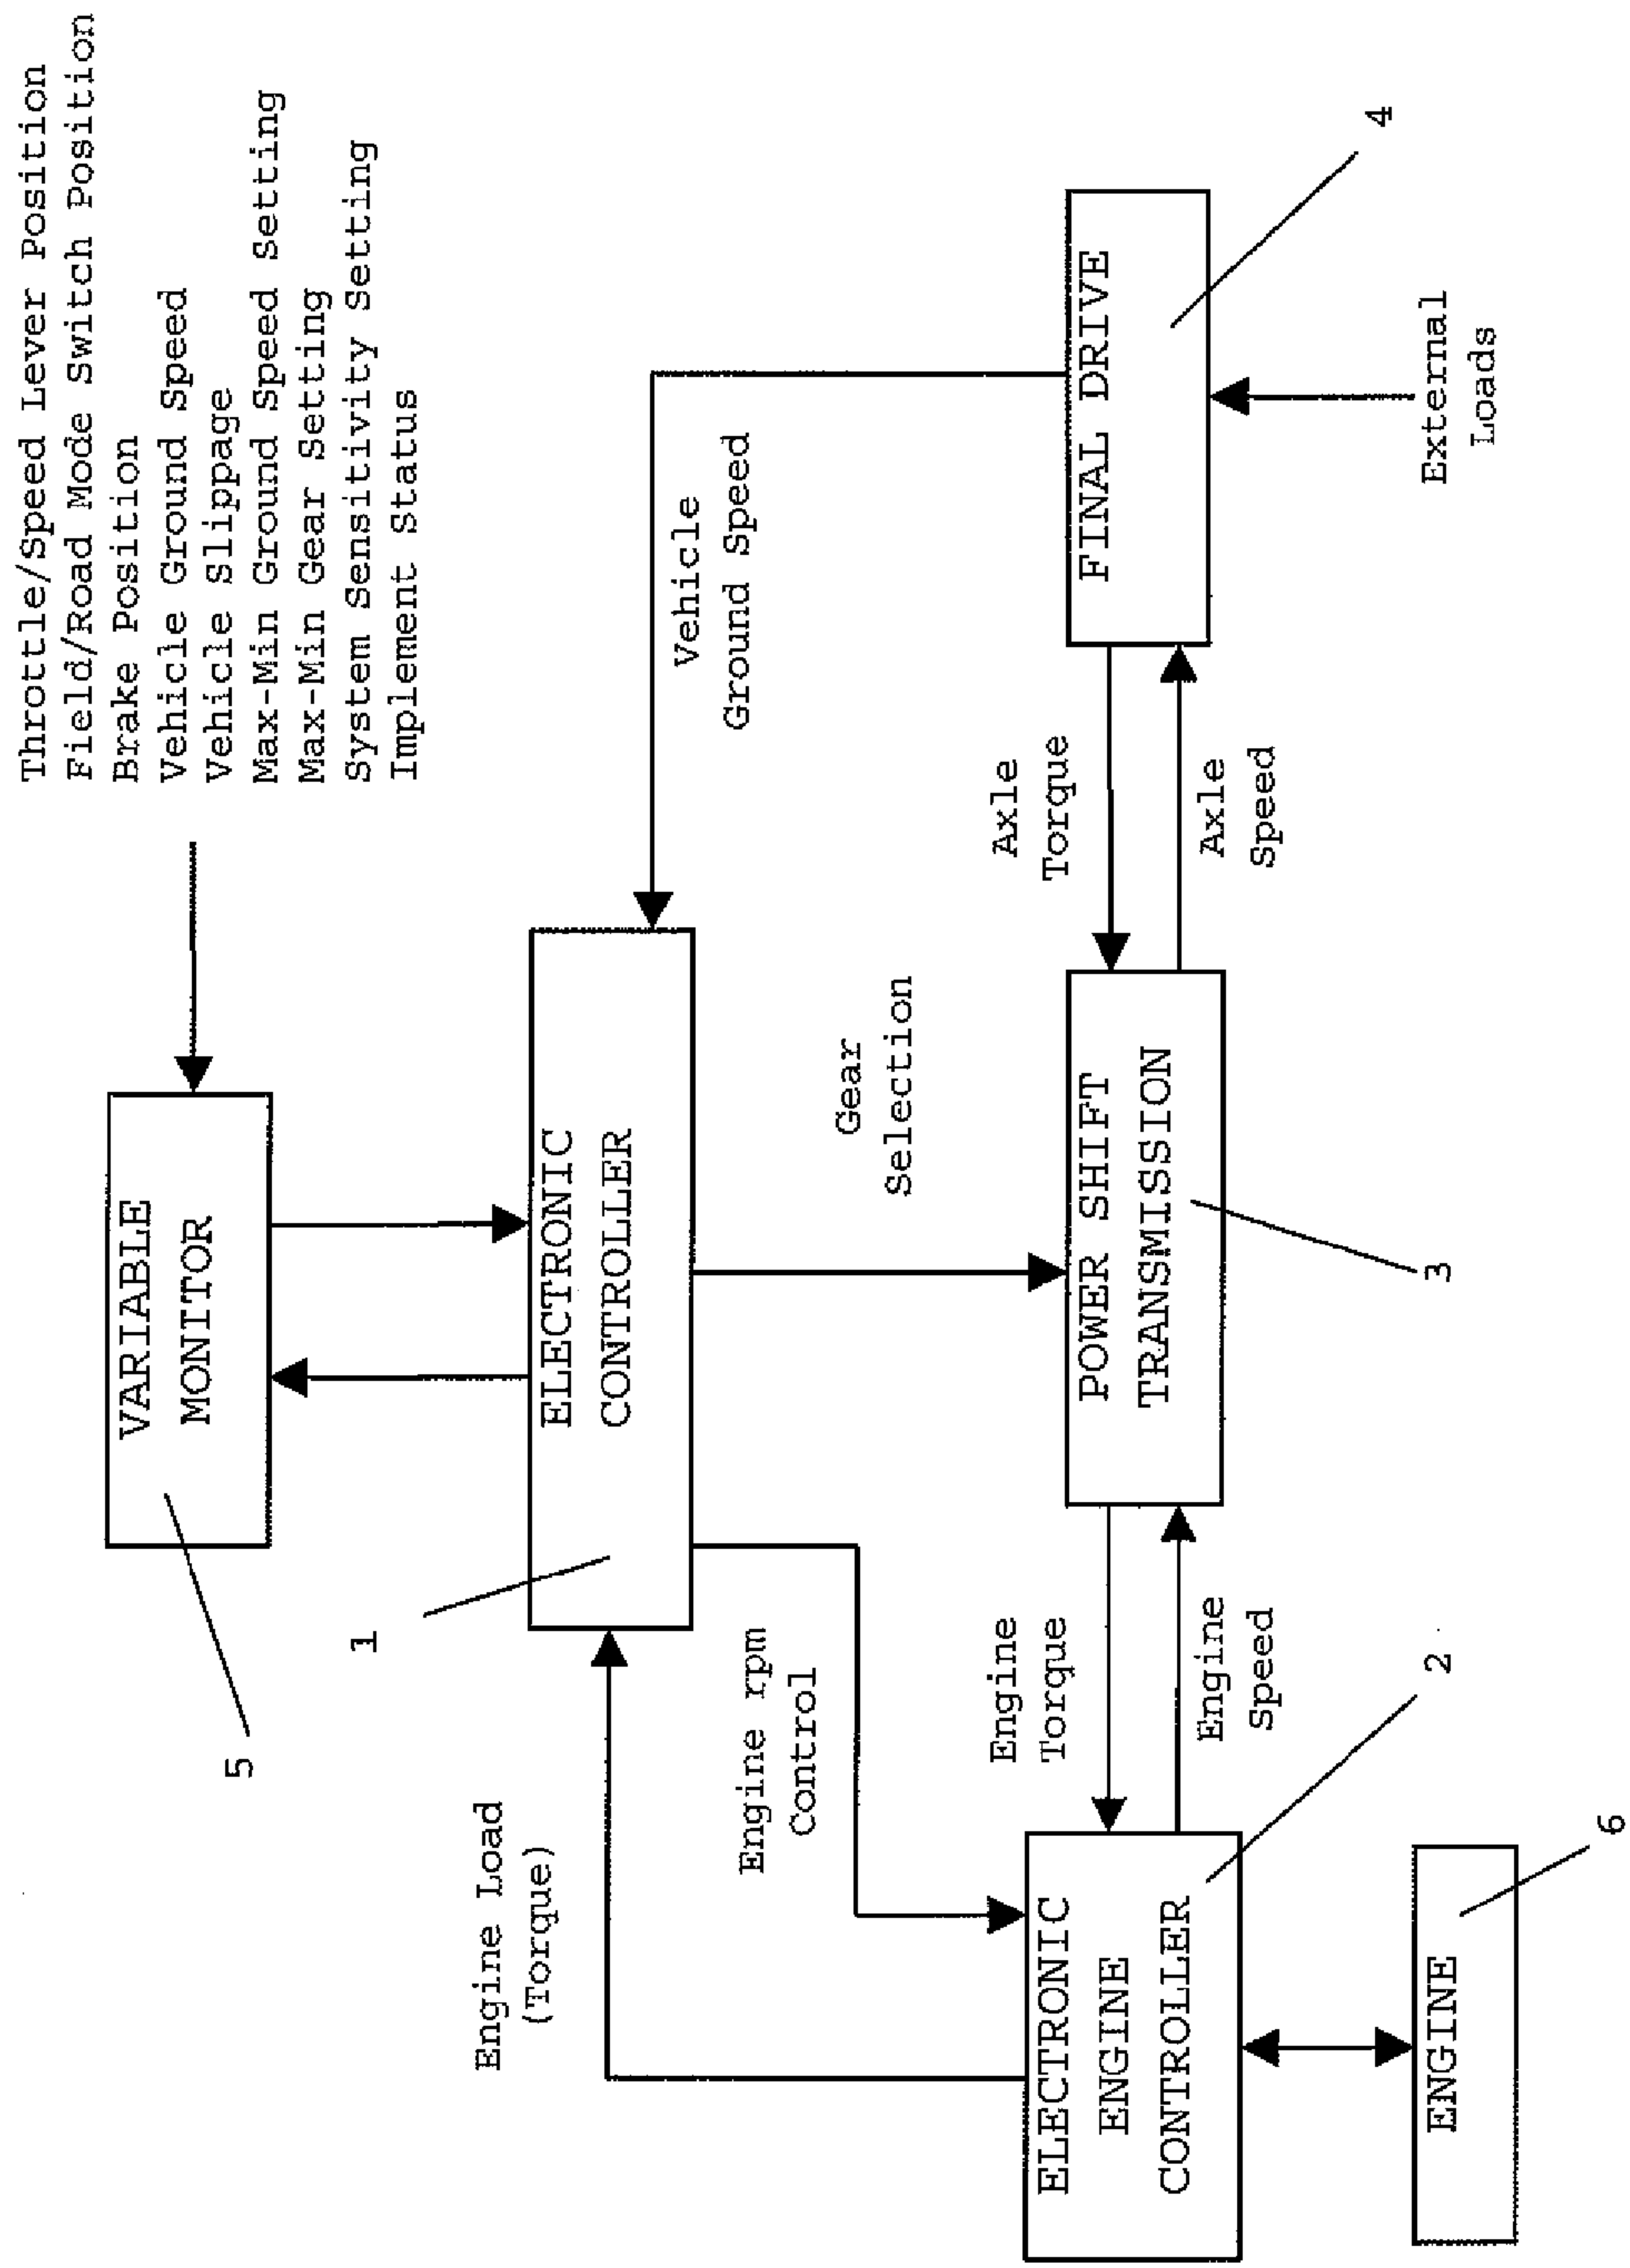 Throttle/Speed Lever Position
Field/Road Mode Switch Position
Brake Position
Vehicle Ground Speed
Vehicle Slippage
Max-Min Ground Speed Setting
Max-Min Gear Setting
System Sensitivity Setting
Implement Status
VARIABLE
MONITOR
5
1
ELECTRONIC
CONTROLLER
Engine Load
(Torque)
Engine rpm
Control
Gear
Selection
Vehicle
Ground Speed
ELECTRONIC
ENGINE
CONTROLLER
2
Engine
Torque
Engine
Speed
POWER SHIFT
TRANSMISSION
3
Axle
Torque
Axle
Speed
FINAL DRIVE
4
External
Loads
ENGINE
6